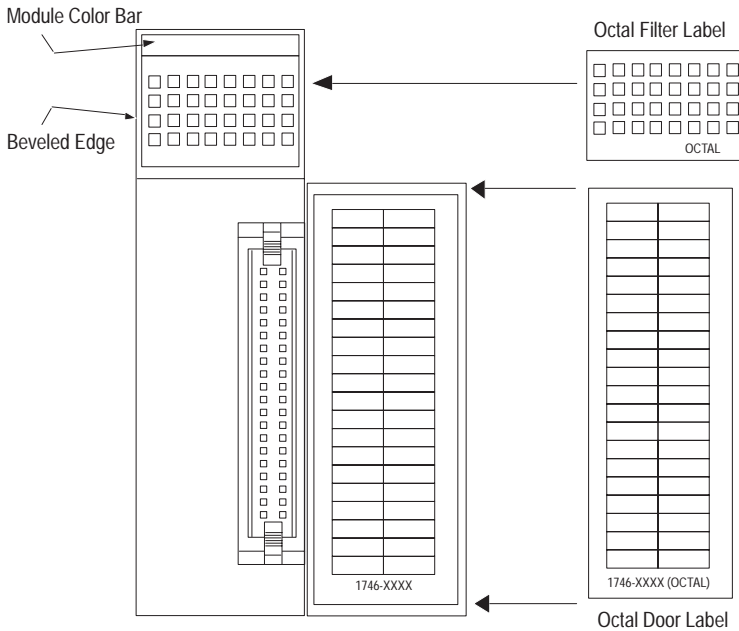 Module Color Bar
Octal Filter Label
Beveled Edge
OCTAL
1746-XXXX
1746-XXXX (OCTAL)
Octal Door Label